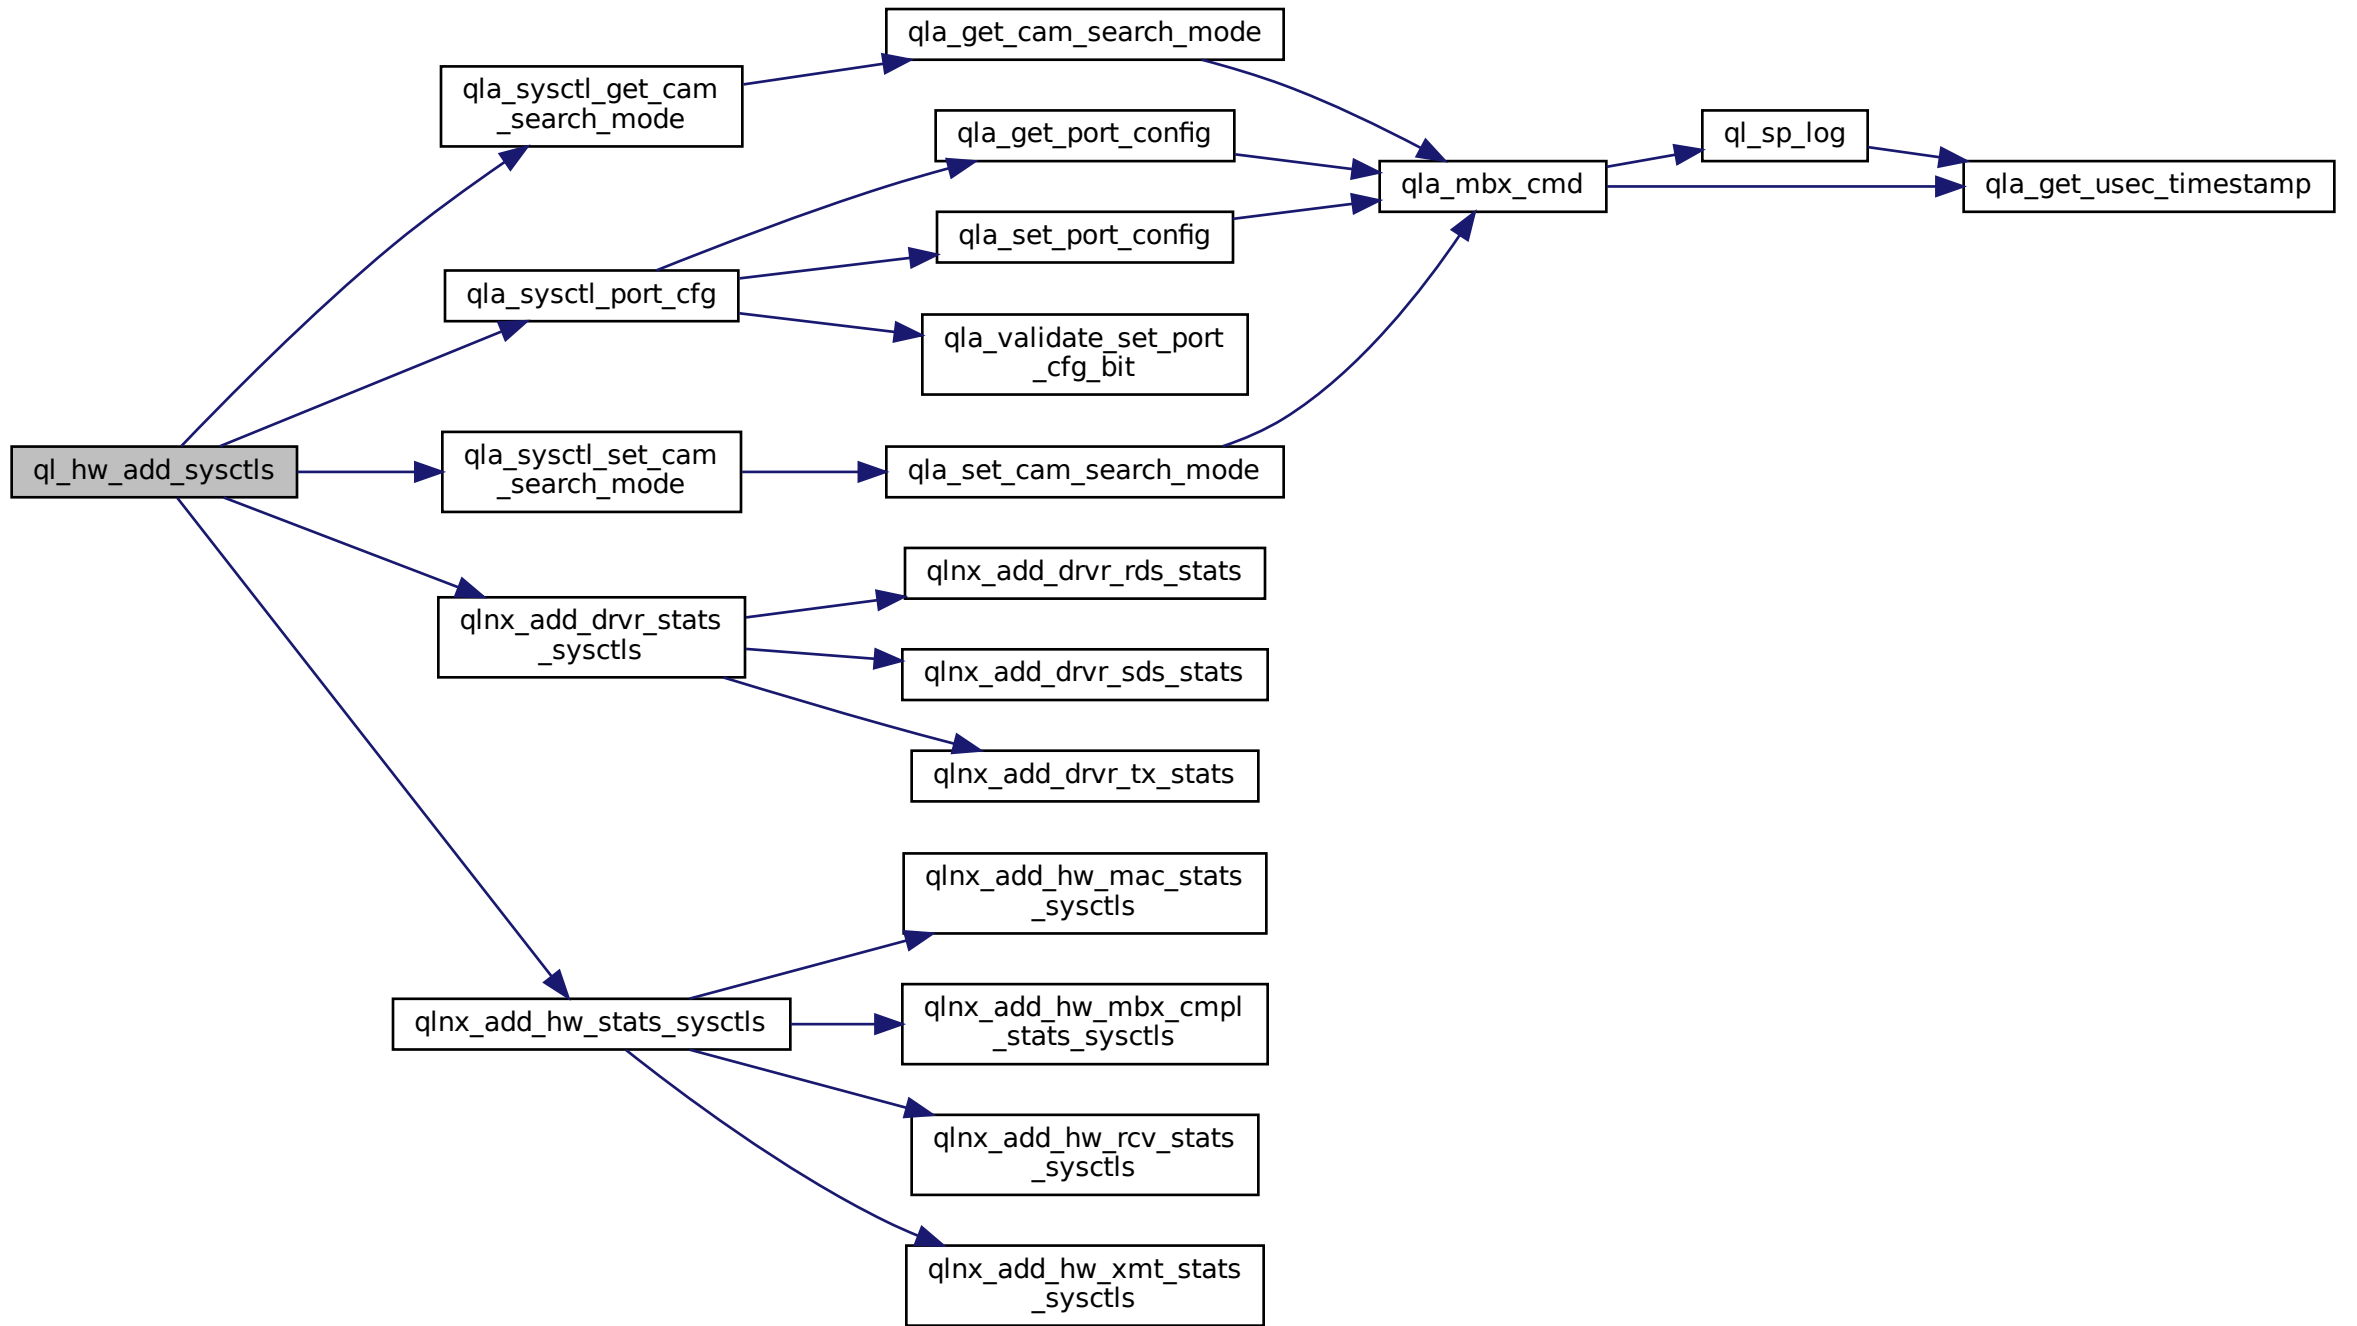 ql_hw_add_sysctls
qla_sysctl_get_cam
_search_mode
qla_get_cam_search_mode
qla_mbx_cmd
ql_sp_log
qla_get_usec_timestamp
qla_sysctl_port_cfg
qla_get_port_config
qla_set_port_config
qla_validate_set_port
_cfg_bit
qla_sysctl_set_cam
_search_mode
qla_set_cam_search_mode
qlnx_add_drvr_stats
_sysctls
qlnx_add_drvr_rds_stats
qlnx_add_drvr_sds_stats
qlnx_add_drvr_tx_stats
qlnx_add_hw_stats_sysctls
qlnx_add_hw_mac_stats
_sysctls
qlnx_add_hw_mbx_cmpl
_stats_sysctls
qlnx_add_hw_rcv_stats
_sysctls
qlnx_add_hw_xmt_stats
_sysctls